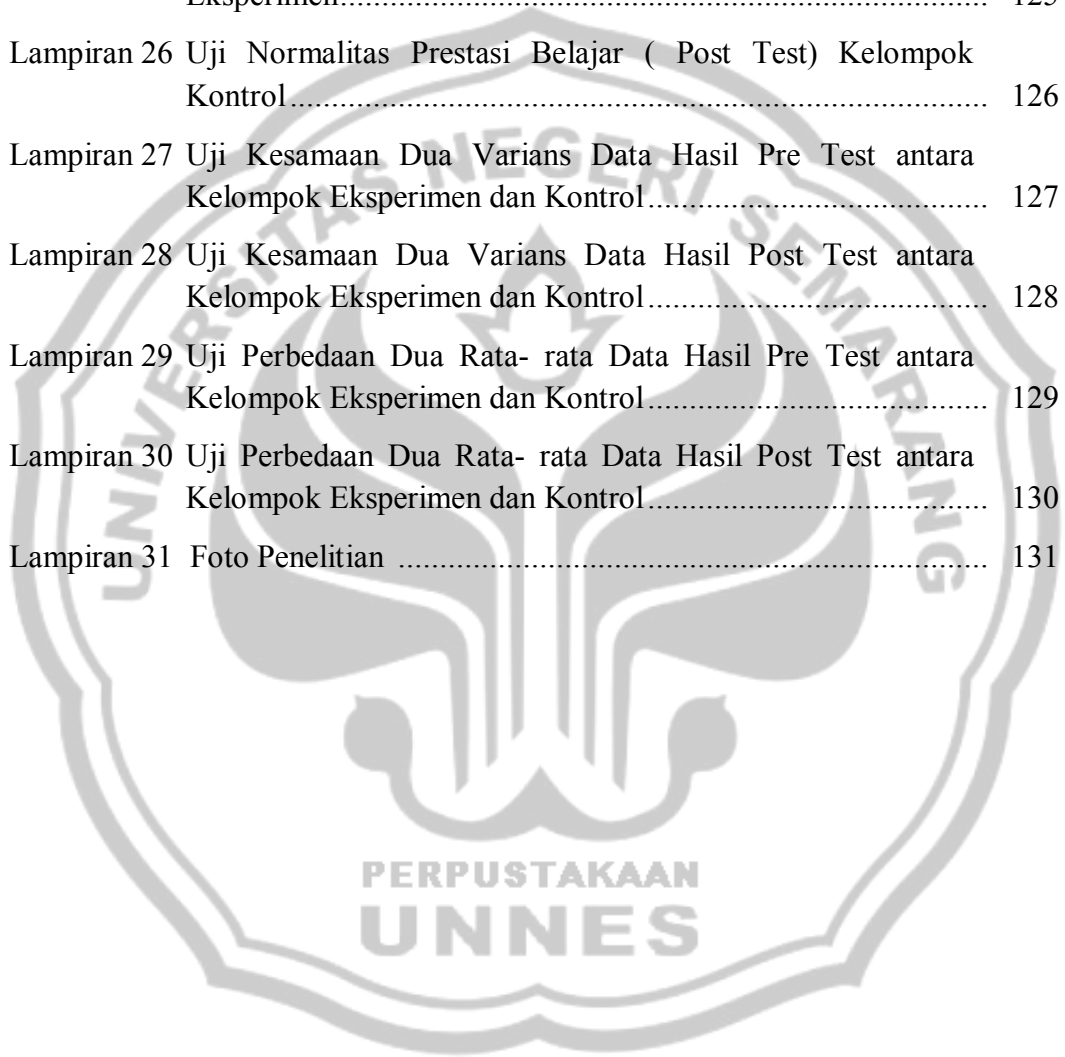 Eksperimen........................................................................................ 125
Lampiran 26 Uji Normalitas Prestasi Belajar ( Post Test) Kelompok
Kontrol................................................................................ 126
Lampiran 27 Uji Kesamaan Dua Varians Data Hasil Pre Test antara
Kelompok Eksperimen dan Kontrol....................................... 127
Lampiran 28 Uji Kesamaan Dua Varians Data Hasil Post Test antara
Kelompok Eksperimen dan Kontrol....................................... 128
Lampiran 29 Uji Perbedaan Dua Rata- rata Data Hasil Pre Test antara
Kelompok Eksperimen dan Kontrol....................................... 129
Lampiran 30 Uji Perbedaan Dua Rata- rata Data Hasil Post Test antara
Kelompok Eksperimen dan Kontrol....................................... 130
Lampiran 31 Foto Penelitian .................................................................... 131
UNIVERSITAS NEGERI SEMARANG
PERPUSTAKAAN
UNNES